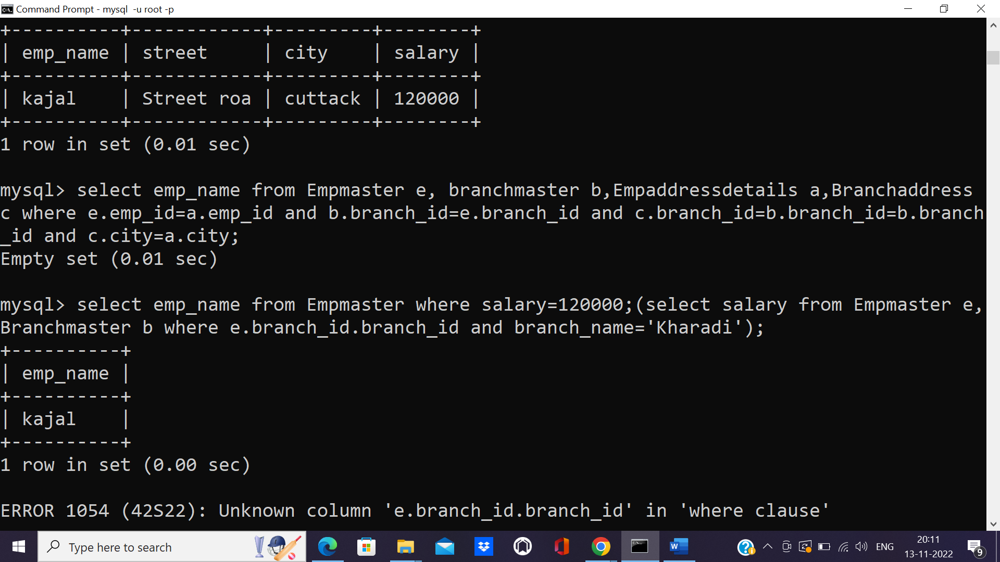 Command Prompt - mysql  -u root -p
+----------+------------+---------+--------+
| emp_name | street     | city    | salary |
+----------+------------+---------+--------+
| kajal    | Street roa | cuttack | 120000 |
+----------+------------+---------+--------+
1 row in set (0.01 sec)
mysql> select emp_name from Empmaster e, branchmaster b,Empaddressdetails a,Branchaddress
c where e.emp_id=a.emp_id and b.branch_id=e.branch_id and c.branch_id=b.branch_id=b.branch
_id and c.city=a.city;
Empty set (0.01 sec)
mysql> select emp_name from Empmaster where salary=120000;(select salary from Empmaster e,
Branchmaster b where e.branch_id.branch_id and branch_name='Kharadi');
+----------+
| emp_name |
+----------+
| kajal    |
+----------+
1 row in set (0.00 sec)
ERROR 1054 (42S22): Unknown column 'e.branch_id.branch_id' in 'where clause'
Type here to search
ENG
20:11
13-11-2022
9